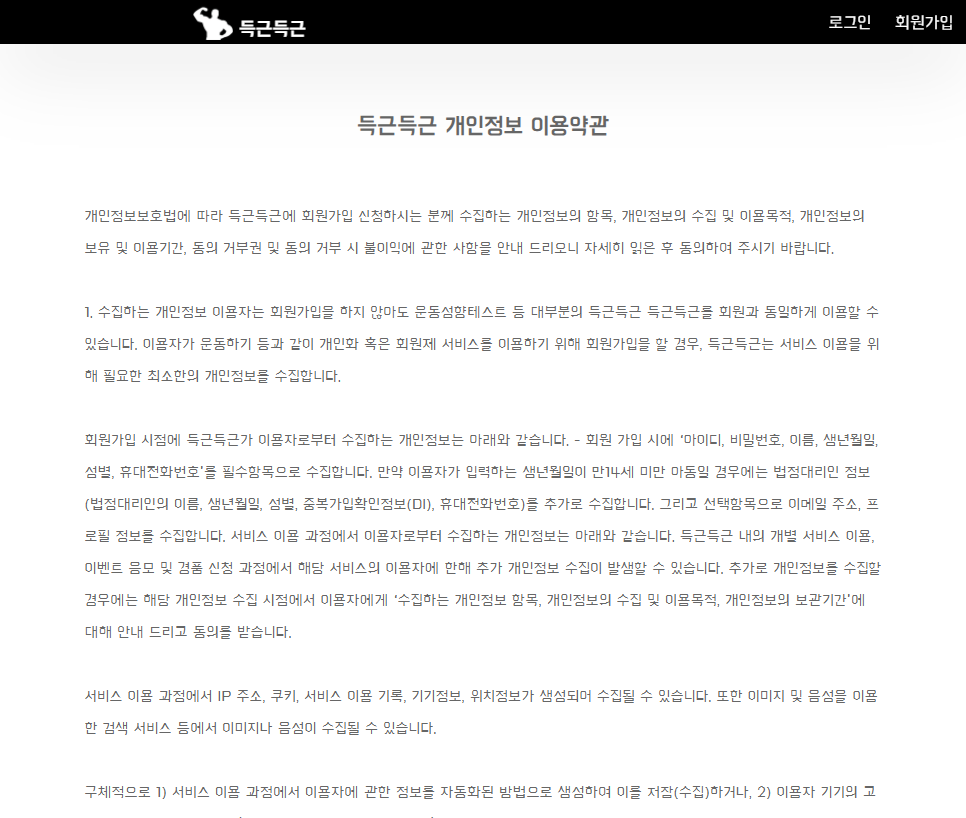 득근득근
로그인 회원가입
득근득근 개인정보 이용약관
개인정보보호법에 따라 득근득근에 회원가입 신청하시는 분께 수집하는 개인정보의 항목, 개인정보의 수집 및 이용목적, 개인정보의
보유 및 이용기간, 동의 거부권 및 동의 거부 시 불이익에 관한 사항을 안내 드리오니 자세히 읽은 후 동의하여 주시기 바랍니다.
1. 수집하는 개인정보 이용자는 회원가입을 하지 않아도 운동성향테스트 등 대부분의 득근득근 득근득근를 회원과 동일하게 이용할 수
있습니다. 이용자가 운동하기 등과 같이 개인화 혹은 회원제 서비스를 이용하기 위해 회원가입을 할 경우, 득근득근는 서비스 이용을 위
해 필요한 최소한의 개인정보를 수집합니다.
회원가입 시점에 득근득근가 이용자로부터 수집하는 개인정보는 아래와 같습니다. - 회원 가입 시에 ‘아이디, 비밀번호, 이름, 생년월일,
성별, 휴대전화번호’를 필수항목으로 수집합니다. 만약 이용자가 입력하는 생년월일이 만14세 미만 아동일 경우에는 법정대리인 정보
(법정대리인의 이름, 생년월일, 성별, 중복가입확인정보(DI), 휴대전화번호)를 추가로 수집합니다. 그리고 선택항목으로 이메일 주소, 프
로필 정보를 수집합니다. 서비스 이용 과정에서 이용자로부터 수집하는 개인정보는 아래와 같습니다. 득근득근 내의 개별 서비스 이용,
이벤트 응모 및 경품 신청 과정에서 해당 서비스의 이용자에 한해 추가 개인정보 수집이 발생할 수 있습니다. 추가로 개인정보를 수집할
경우에는 해당 개인정보 수집 시점에서 이용자에게 ‘수집하는 개인정보 항목, 개인정보의 수집 및 이용목적, 개인정보의 보관기간’에
대해 안내 드리고 동의를 받습니다.
서비스 이용 과정에서 IP 주소, 쿠키, 서비스 이용 기록, 기기정보, 위치정보가 생성되어 수집될 수 있습니다. 또한 이미지 및 음성을 이용
한 검색 서비스 등에서 이미지나 음성이 수집될 수 있습니다.
구체적으로 1) 서비스 이용 과정에서 이용자에 관한 정보를 자동화된 방법으로 생성하여 이를 저장(수집)하거나, 2) 이용자 기기의 고